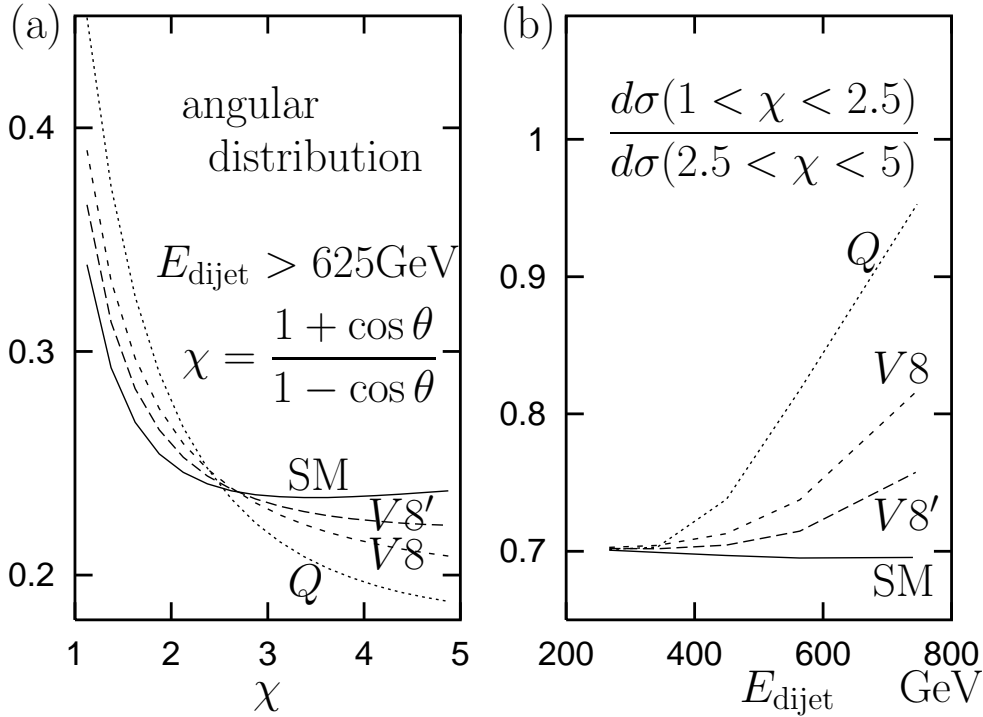 (a)
angular
distribution
E_dijet > 625GeV
χ = (1 + cos θ)/(1 − cos θ)
SM
V8′
V8
Q
0.4
0.3
0.2
1 2 3 4 5
χ
(b)
dσ(1 < χ < 2.5)
dσ(2.5 < χ < 5)
Q
V8
V8′
SM
1
0.9
0.8
0.7
200 400 600 800
E_dijet GeV